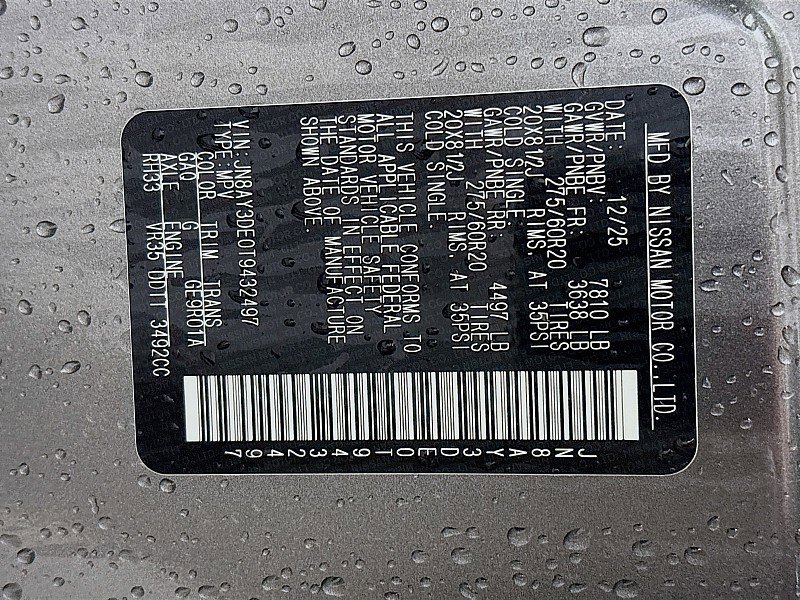 MFD BY NISSAN MOTOR CO.,LTD.
DATE: 12/25
GVWR/PNBV: 7810 LB
GAWR/PNBE FR: 3638 LB
WITH 275/60R20 TIRES
20X8 1/2J RIMS, AT 35PSI
COLD SINGLE
GAWR/PNBE RR: 4497 LB
WITH 275/60R20 TIRES
20X8 1/2J RIMS, AT 35PSI
COLD SINGLE
THIS VEHICLE CONFORMS TO
ALL APPLICABLE FEDERAL
MOTOR VEHICLE SAFETY
STANDARDS IN EFFECT ON
THE DATE OF MANUFACTURE
SHOWN ABOVE.
VIN:JN8AY3DE0T9432497
TYPE:MPV
COLOR TRIM TRANS
GXO G GE9R01A
AXLE ENGINE
RH33 VR35 DDTT 3492CC
JN8AY3DE0T9432497